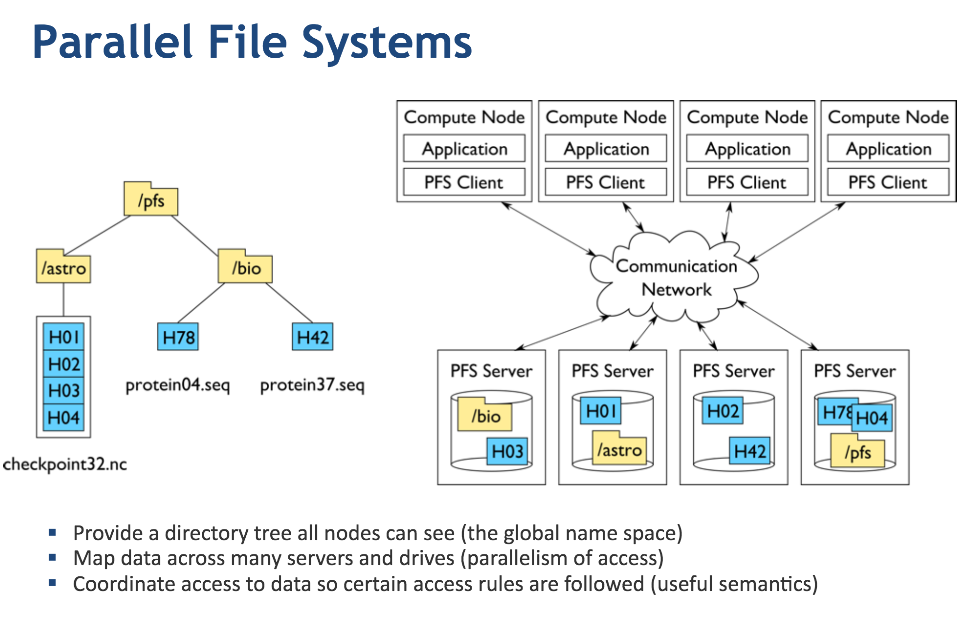 Parallel File Systems
/pfs
/astro
/bio
H01
H02
H03
H04
H78
H42
protein04.seq
protein37.seq
checkpoint32.nc
Compute Node
Application
PFS Client
Compute Node
Application
PFS Client
Compute Node
Application
PFS Client
Compute Node
Application
PFS Client
Communication
Network
PFS Server
/bio
H03
PFS Server
H01
/astro
PFS Server
H02
H42
PFS Server
H78
H04
/pfs
▪ Provide a directory tree all nodes can see (the global name space)
▪ Map data across many servers and drives (parallelism of access)
▪ Coordinate access to data so certain access rules are followed (useful semantics)